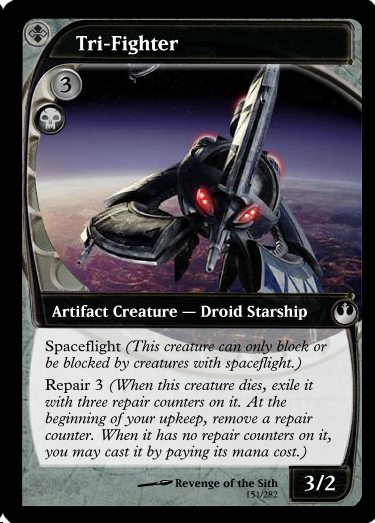 Tri-Fighter
3
Artifact Creature — Droid Starship
Spaceflight (This creature can only block or
be blocked by creatures with spaceflight.)
Repair 3 (When this creature dies, exile it
with three repair counters on it. At the
beginning of your upkeep, remove a repair
counter. When it has no repair counters on it,
you may cast it by paying its mana cost.)
Revenge of the Sith
151/282
3/2